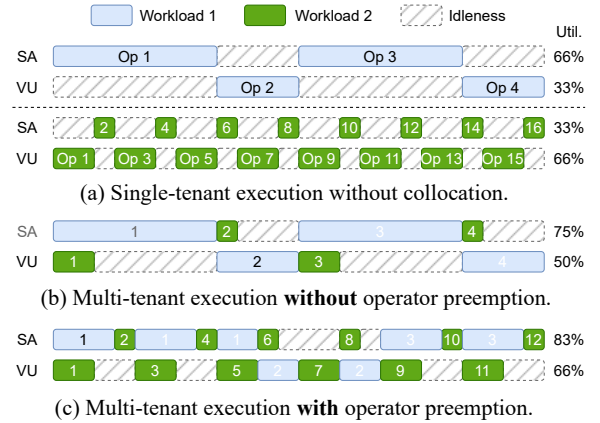 Workload 1 Workload 2 Idleness
Util.
SA Op 1 Op 3 66%
VU Op 2 Op 4 33%
SA 2 4 6 8 10 12 14 16 33%
VU Op 1 Op 3 Op 5 Op 7 Op 9 Op 11 Op 13 Op 15 66%
(a) Single-tenant execution without collocation.
SA 1 2 3 4 75%
VU 1 2 3 4 50%
(b) Multi-tenant execution without operator preemption.
SA 1 2 1 4 1 6 8 3 10 3 12 83%
VU 1 3 5 2 7 2 9 11 66%
(c) Multi-tenant execution with operator preemption.